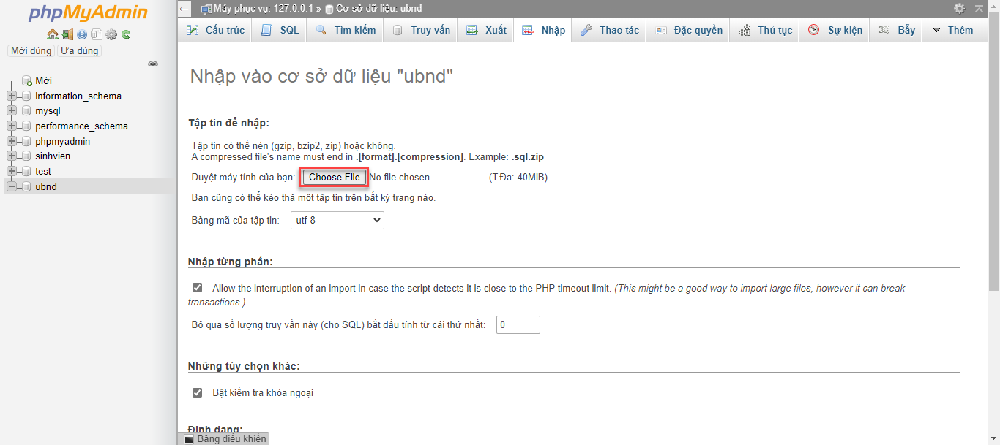 phpMyAdmin
Mới dùng Ưa dùng
Mới
information_schema
mysql
performance_schema
phpmyadmin
sinhvien
test
ubnd
Máy phục vụ: 127.0.0.1 » Cơ sở dữ liệu: ubnd
Cấu trúc SQL Tìm kiếm Truy vấn Xuất Nhập Thao tác Đặc quyền Thủ tục Sự kiện Bẫy Thêm
Nhập vào cơ sở dữ liệu "ubnd"
Tập tin để nhập:
Tập tin có thể nén (gzip, bzip2, zip) hoặc không.
A compressed file's name must end in .[format].[compression]. Example: .sql.zip
Duyệt máy tính của bạn: Choose File No file chosen (T.Đa: 40MiB)
Bạn cũng có thể kéo thả một tập tin trên bất kỳ trang nào.
Bảng mã của tập tin: utf-8
Nhập từng phần:
Allow the interruption of an import in case the script detects it is close to the PHP timeout limit. (This might be a good way to import large files, however it can break
transactions.)
Bỏ qua số lượng truy vấn này (cho SQL) bắt đầu tính từ cái thứ nhất: 0
Những tùy chọn khác:
Bật kiểm tra khóa ngoại
Định dạng:
Bảng điều khiển